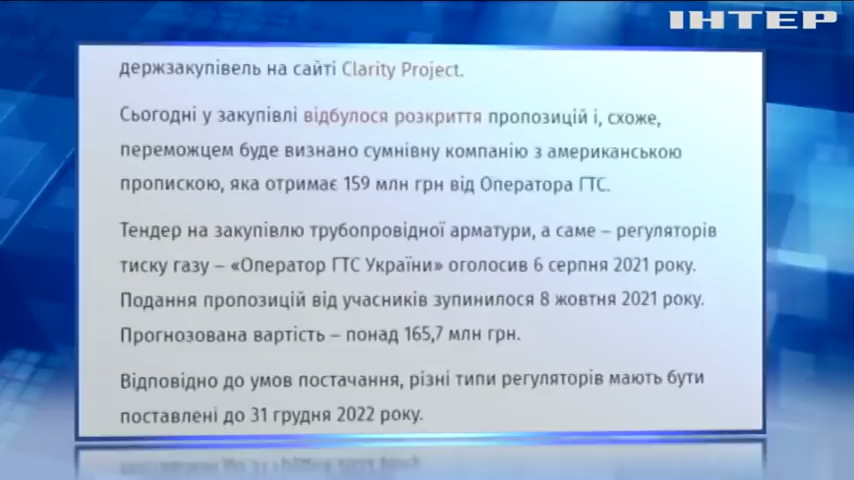 ІНТЕР
держзакупівель на сайті Clarity Project.
Сьогодні у закупівлі відбулося розкриття пропозицій і, схоже,
переможцем буде визнано сумнівну компанію з американською
пропискою, яка отримає 159 млн грн від Оператора ГТС.
Тендер на закупівлю трубопровідної арматури, а саме – регуляторів
тиску газу – «Оператор ГТС України» оголосив 6 серпня 2021 року.
Подання пропозицій від учасників зупинилося 8 жовтня 2021 року.
Прогнозована вартість – понад 165,7 млн грн.
Відповідно до умов постачання, різні типи регуляторів мають бути
поставлені до 31 грудня 2022 року.